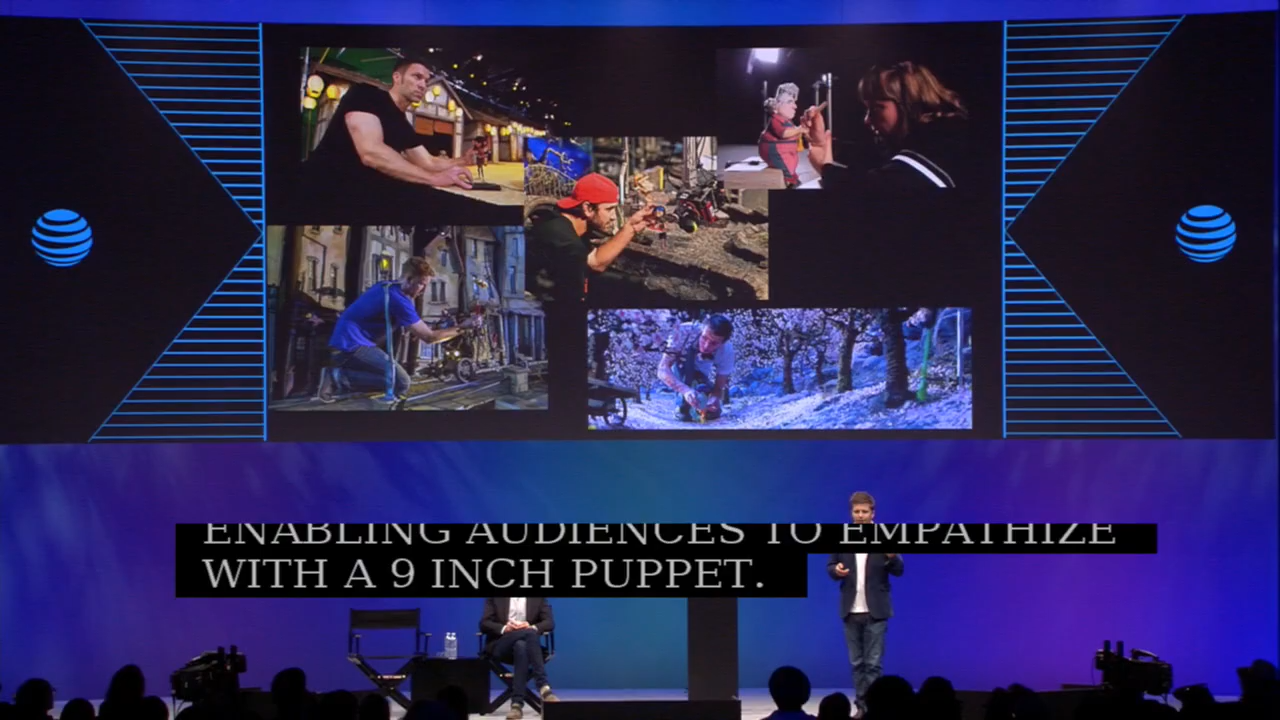 ENABLING AUDIENCES TO EMPATHIZE
WITH A 9 INCH PUPPET.